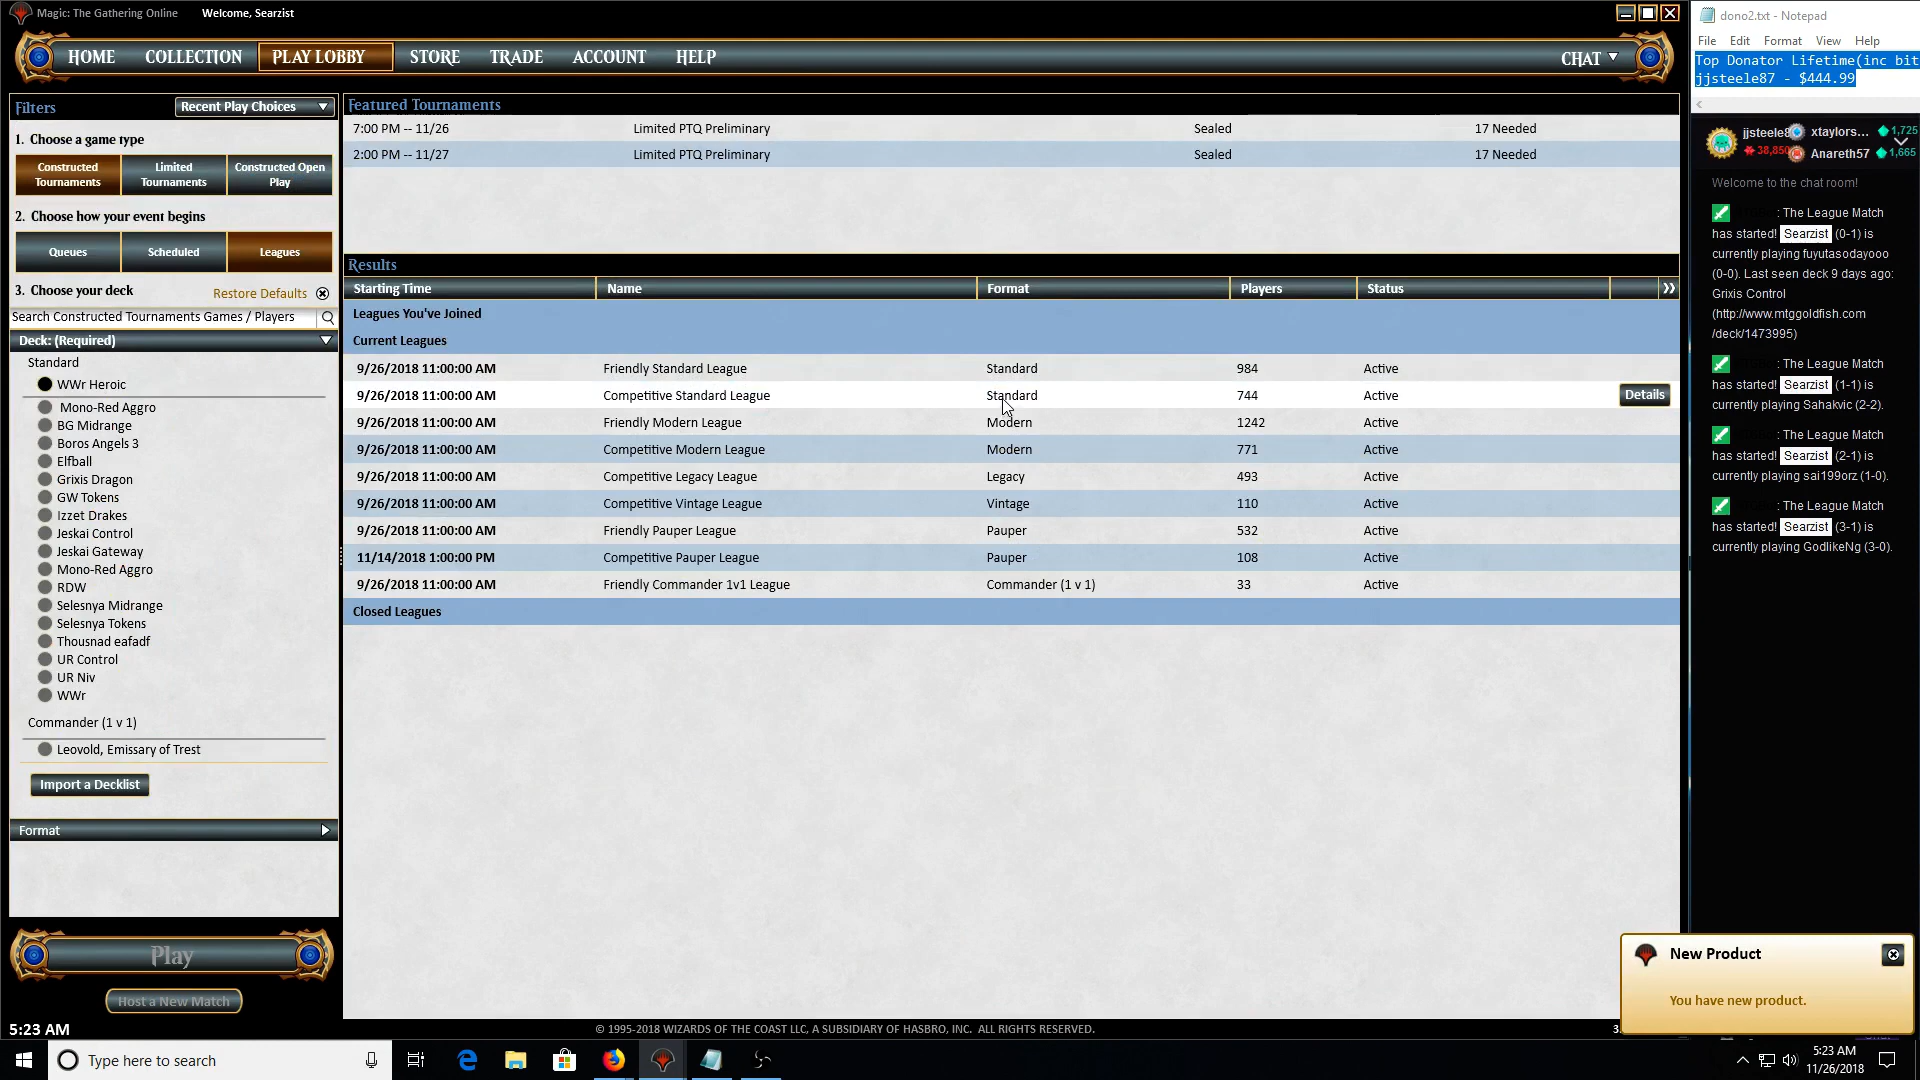 Magic: The Gathering Online Welcome, Searzist
HOME COLLECTION PLAY LOBBY STORE TRADE ACCOUNT HELP CHAT
Filters Recent Play Choices
1. Choose a game type
Constructed Tournaments Limited Tournaments Constructed Open Play
2. Choose how your event begins
Queues Scheduled Leagues
3. Choose your deck Restore Defaults
Search Constructed Tournaments Games / Players
Deck: (Required)
Standard
WWr Heroic
Mono-Red Aggro
BG Midrange
Boros Angels 3
Elfball
Grixis Dragon
GW Tokens
Izzet Drakes
Jeskai Control
Jeskai Gateway
Mono-Red Aggro
RDW
Selesnya Midrange
Selesnya Tokens
Thousnad eafadf
UR Control
UR Niv
WWr
Commander (1 v 1)
Leovold, Emissary of Trest
Import a Decklist
Format
Play
Host a New Match
5:23 AM
Featured Tournaments
7:00 PM -- 11/26 Limited PTQ Preliminary Sealed 17 Needed
2:00 PM -- 11/27 Limited PTQ Preliminary Sealed 17 Needed
Results
Starting Time Name Format Players Status
Leagues You've Joined
Current Leagues
9/26/2018 11:00:00 AM Friendly Standard League Standard 984 Active
9/26/2018 11:00:00 AM Competitive Standard League Standard 744 Active Details
9/26/2018 11:00:00 AM Friendly Modern League Modern 1242 Active
9/26/2018 11:00:00 AM Competitive Modern League Modern 771 Active
9/26/2018 11:00:00 AM Competitive Legacy League Legacy 493 Active
9/26/2018 11:00:00 AM Competitive Vintage League Vintage 110 Active
9/26/2018 11:00:00 AM Friendly Pauper League Pauper 532 Active
11/14/2018 1:00:00 PM Competitive Pauper League Pauper 108 Active
9/26/2018 11:00:00 AM Friendly Commander 1v1 League Commander (1 v 1) 33 Active
Closed Leagues
© 1995-2018 WIZARDS OF THE COAST LLC, A SUBSIDIARY OF HASBRO, INC. ALL RIGHTS RESERVED.
dono2.txt - Notepad
File Edit Format View Help
Top Donator Lifetime(inc bit
jjsteele87 - $444.99
jjsteele8 xtaylors... 1,725
38,850 Anareth57 1,665
Welcome to the chat room!
: The League Match
has started! Searzist (0-1) is
currently playing fuyutasodayooo
(0-0). Last seen deck 9 days ago:
Grixis Control
(http://www.mtggoldfish.com
/deck/1473995)
: The League Match
has started! Searzist (1-1) is
currently playing Sahakvic (2-2).
: The League Match
has started! Searzist (2-1) is
currently playing sai199orz (1-0).
: The League Match
has started! Searzist (3-1) is
currently playing GodlikeNg (3-0).
New Product
You have new product.
Type here to search
5:23 AM
11/26/2018